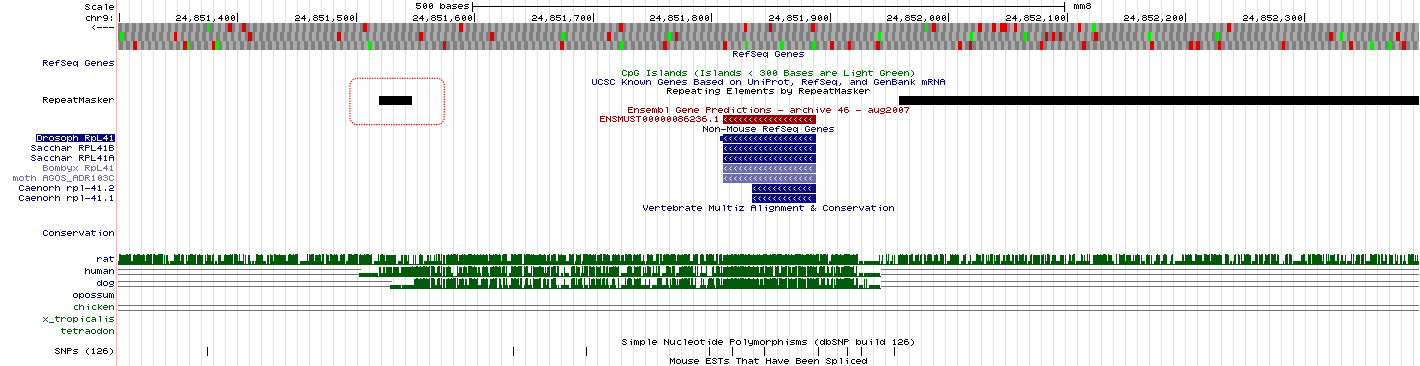 Scale 500 bases mm8
chr9: 24,851,400 24,851,500 24,851,600 24,851,700 24,851,800 24,851,900 24,852,000 24,852,100 24,852,200 24,852,300
<---
RefSeq Genes
RefSeq Genes
CpG Islands (Islands < 300 Bases are Light Green)
UCSC Known Genes Based on UniProt, RefSeq, and GenBank mRNA
Repeating Elements by RepeatMasker
RepeatMasker
Ensembl Gene Predictions - archive 46 - aug2007
ENSMUST00000086236.1
Non-Mouse RefSeq Genes
Drosoph RpL41
Sacchar RPL41B
Sacchar RPL41A
Bombyx RpL41
moth AGOS_ADR103C
Caenorh rpl-41.2
Caenorh rpl-41.1
Vertebrate Multiz Alignment & Conservation
Conservation
rat
human
dog
opossum
chicken
x_tropicalis
tetraodon
Simple Nucleotide Polymorphisms (dbSNP build 126)
SNPs (126)
Mouse ESTs That Have Been Spliced